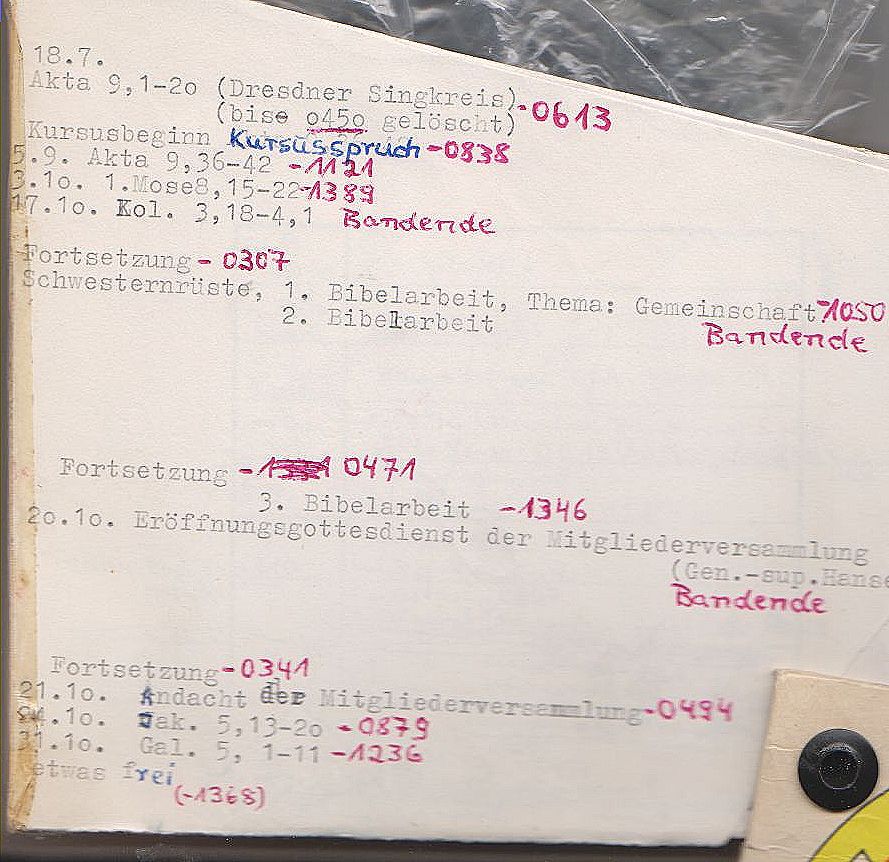 18.7.
Akta 9,1-2o (Dresdner Singkreis) -0613
(bise o45o gelöscht)
Kursusbeginn Kursusspruch -0838
5.9. Akta 9,36-42 -1121
3.1o. 1.Mose8,15-22-1389
17.1o. Kol. 3,18-4,1 Bandende
Fortsetzung - 0307
Schwesternrüste, 1. Bibelarbeit, Thema: Gemeinschaft-1050
2. Bibelarbeit Bandende
Fortsetzung - 0471
3. Bibelarbeit -1346
2o.1o. Eröffnungsgottesdienst der Mitgliederversammlung
(Gen.-sup.Hanse
Bandende
Fortsetzung-0341
21.1o. Andacht der Mitgliederversammlung-0494
24.1o. Jak. 5,13-2o -0879
31.1o. Gal. 5, 1-11 -1236
etwas frei
(-1368)